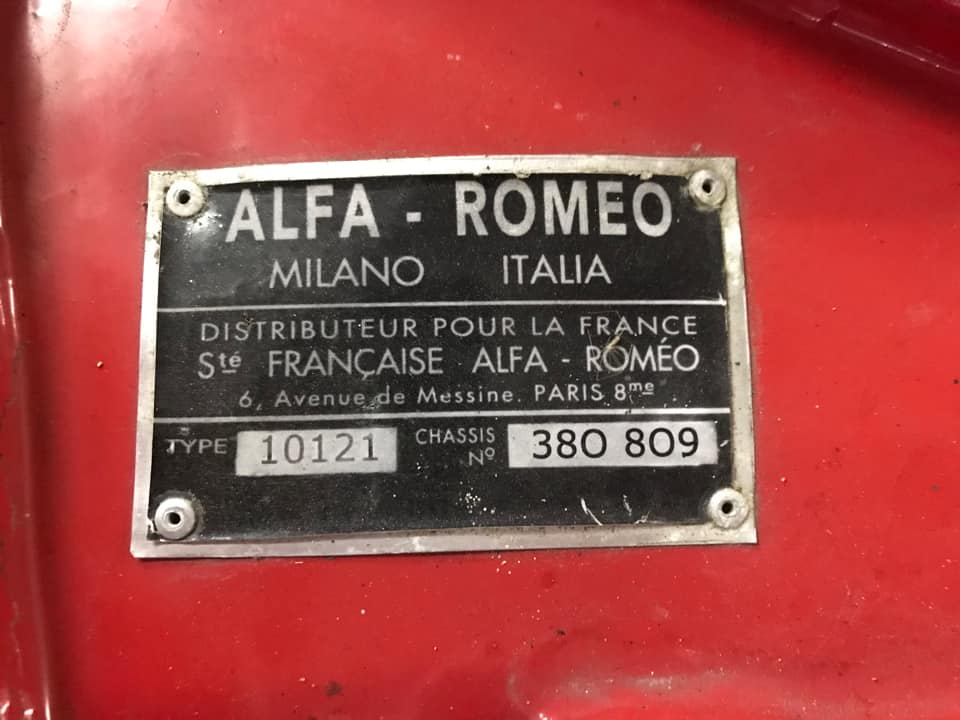 ALFA - ROMEO
MILANO ITALIA
DISTRIBUTEUR POUR LA FRANCE
Sté FRANÇAISE ALFA - ROMÉO
6, Avenue de Messine. PARIS 8me
TYPE 10121 CHASSIS Nº 380 809